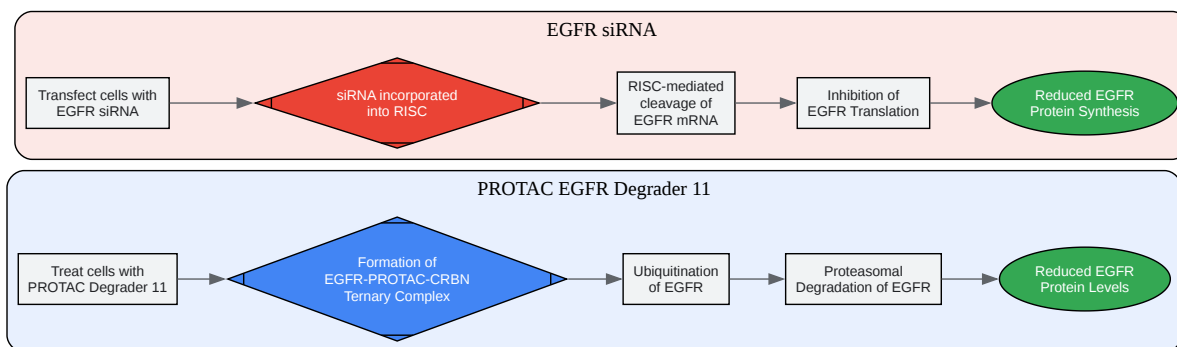 EGFR siRNA
Transfect cells with
EGFR siRNA
siRNA incorporated
into RISC
RISC-mediated
cleavage of
EGFR mRNA
Inhibition of
EGFR Translation
Reduced EGFR
Protein Synthesis
PROTAC EGFR Degrader 11
Treat cells with
PROTAC Degrader 11
Formation of
EGFR-PROTAC-CRBN
Ternary Complex
Ubiquitination
of EGFR
Proteasomal
Degradation of EGFR
Reduced EGFR
Protein Levels